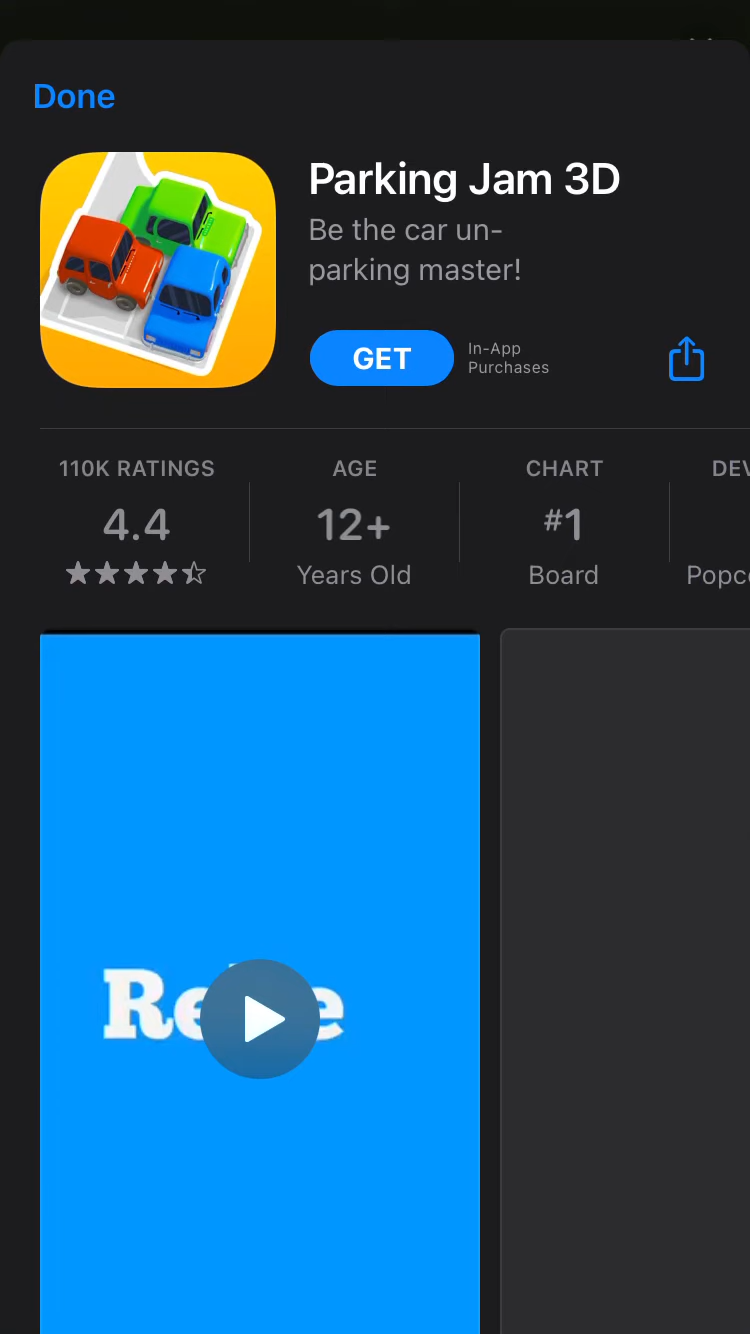 Done
Parking Jam 3D
Be the car un-
parking master!
GET
In-App
Purchases
110K RATINGS
AGE
CHART
4.4
12+
#1
Years Old
Board